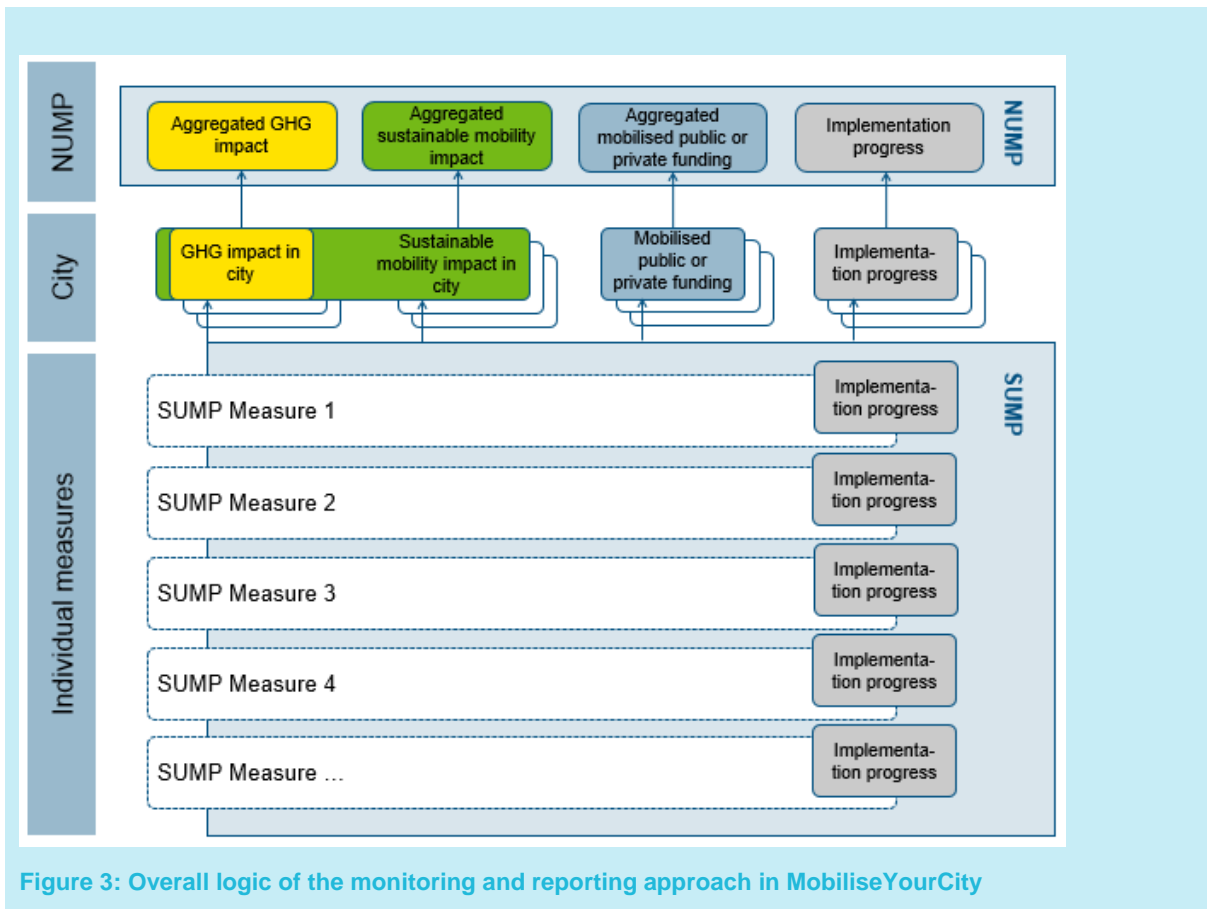 NUMP
Aggregated GHG
impact
Aggregated
sustainable mobility
impact
Aggregated
mobilised public or
private funding
Implementation
progress
NUMP
City
GHG impact in
city
Sustainable
mobility impact in
city
Mobilised
public or
private funding
Implementa-
tion progress
Individual measures
SUMP
SUMP Measure 1
Implementa-
tion progress
SUMP Measure 2
Implementa-
tion progress
SUMP Measure 3
Implementa-
tion progress
SUMP Measure 4
Implementa-
tion progress
SUMP Measure ...
Implementa-
tion progress
Figure 3: Overall logic of the monitoring and reporting approach in MobiliseYourCity